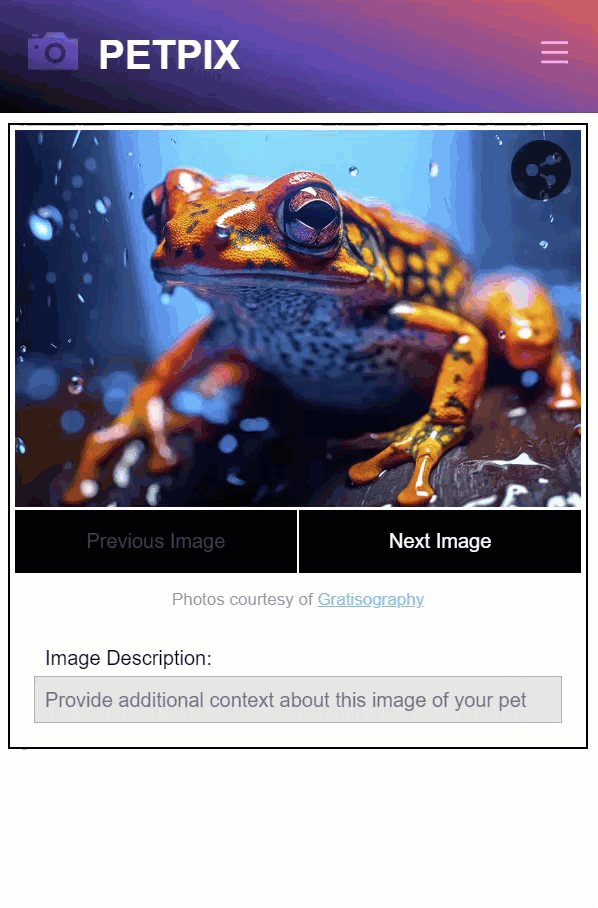 PETPIX
Previous Image
Next Image
Photos courtesy of Gratisography
Image Description:
Provide additional context about this image of your pet